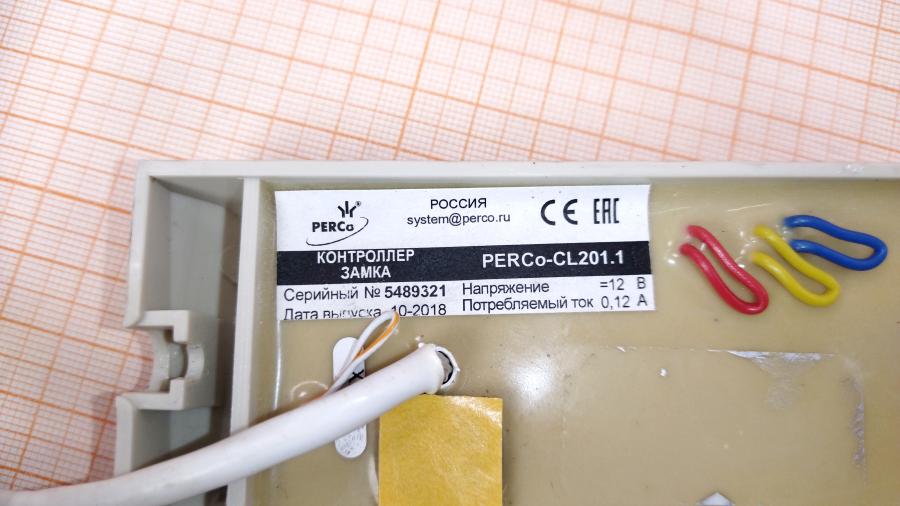 PERCo®
РОССИЯ
system@perco.ru
CE EAC
КОНТРОЛЛЕР
ЗАМКА
PERCo-CL201.1
Серийный № 5489321
Дата выпуска 10-2018
Напряжение =12 В
Потребляемый ток 0,12 А